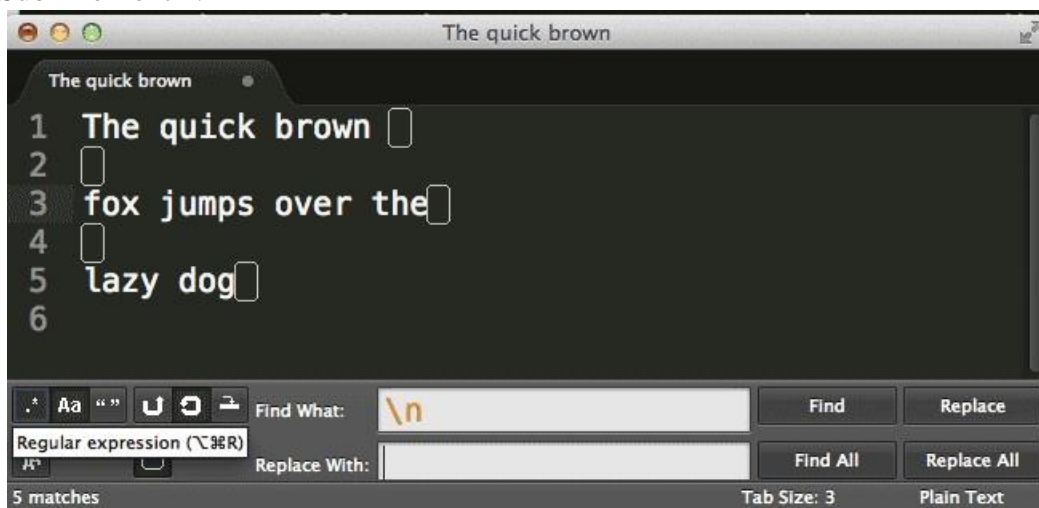 The quick brown
The quick brown
1 The quick brown
2
3 fox jumps over the
4
5 lazy dog
6
.* Aa “” Find What: \n Find Replace
Regular expression (⌥⌘R)
Replace With: Find All Replace All
5 matches Tab Size: 3 Plain Text